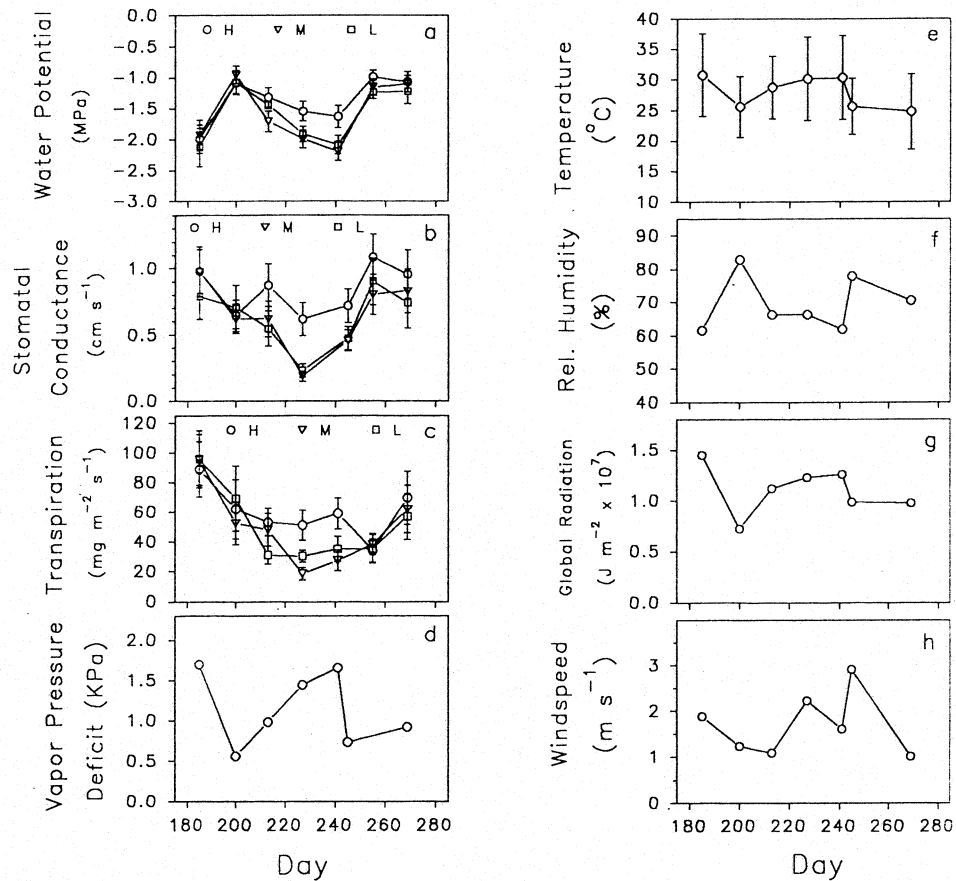 0.0
−0.5
−1.0
−1.5
−2.0
−2.5
−3.0
Water Potential
(MPa)
H M L
a
1.0
0.5
0.0
Stomatal
Conductance
(cm s⁻¹)
H M L
b
120
100
80
60
40
20
0
Transpiration
(mg m⁻² s⁻¹)
H M L
c
2.0
1.5
1.0
0.5
0.0
Vapor Pressure
Deficit (KPa)
d
180 200 220 240 260 280
Day
40
35
30
25
20
15
10
Temperature
(°C)
e
90
80
70
60
50
40
Rel. Humidity
(%)
f
1.5
1.0
0.5
0.0
Global Radiation
(J m⁻² x 10⁷)
g
3
2
1
0
Windspeed
(m s⁻¹)
h
180 200 220 240 260 280
Day